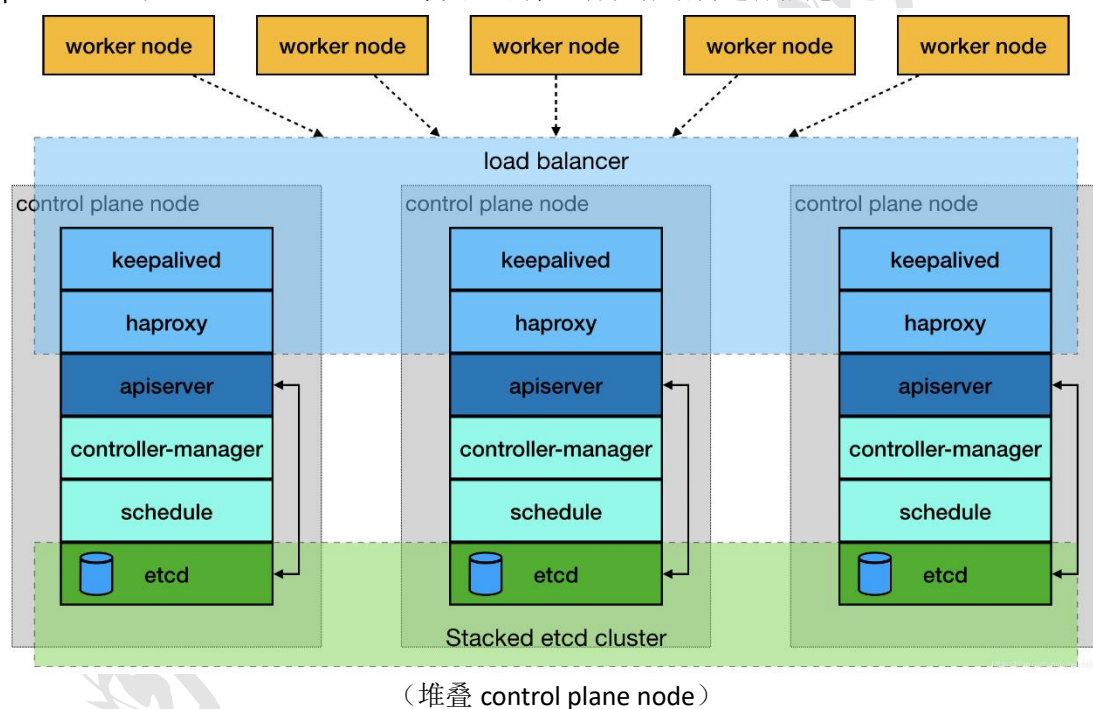 worker node worker node worker node worker node worker node
load balancer
control plane node control plane node control plane node
keepalived keepalived keepalived
haproxy haproxy haproxy
apiserver apiserver apiserver
controller-manager controller-manager controller-manager
schedule schedule schedule
etcd etcd etcd
Stacked etcd cluster
（堆叠 control plane node）